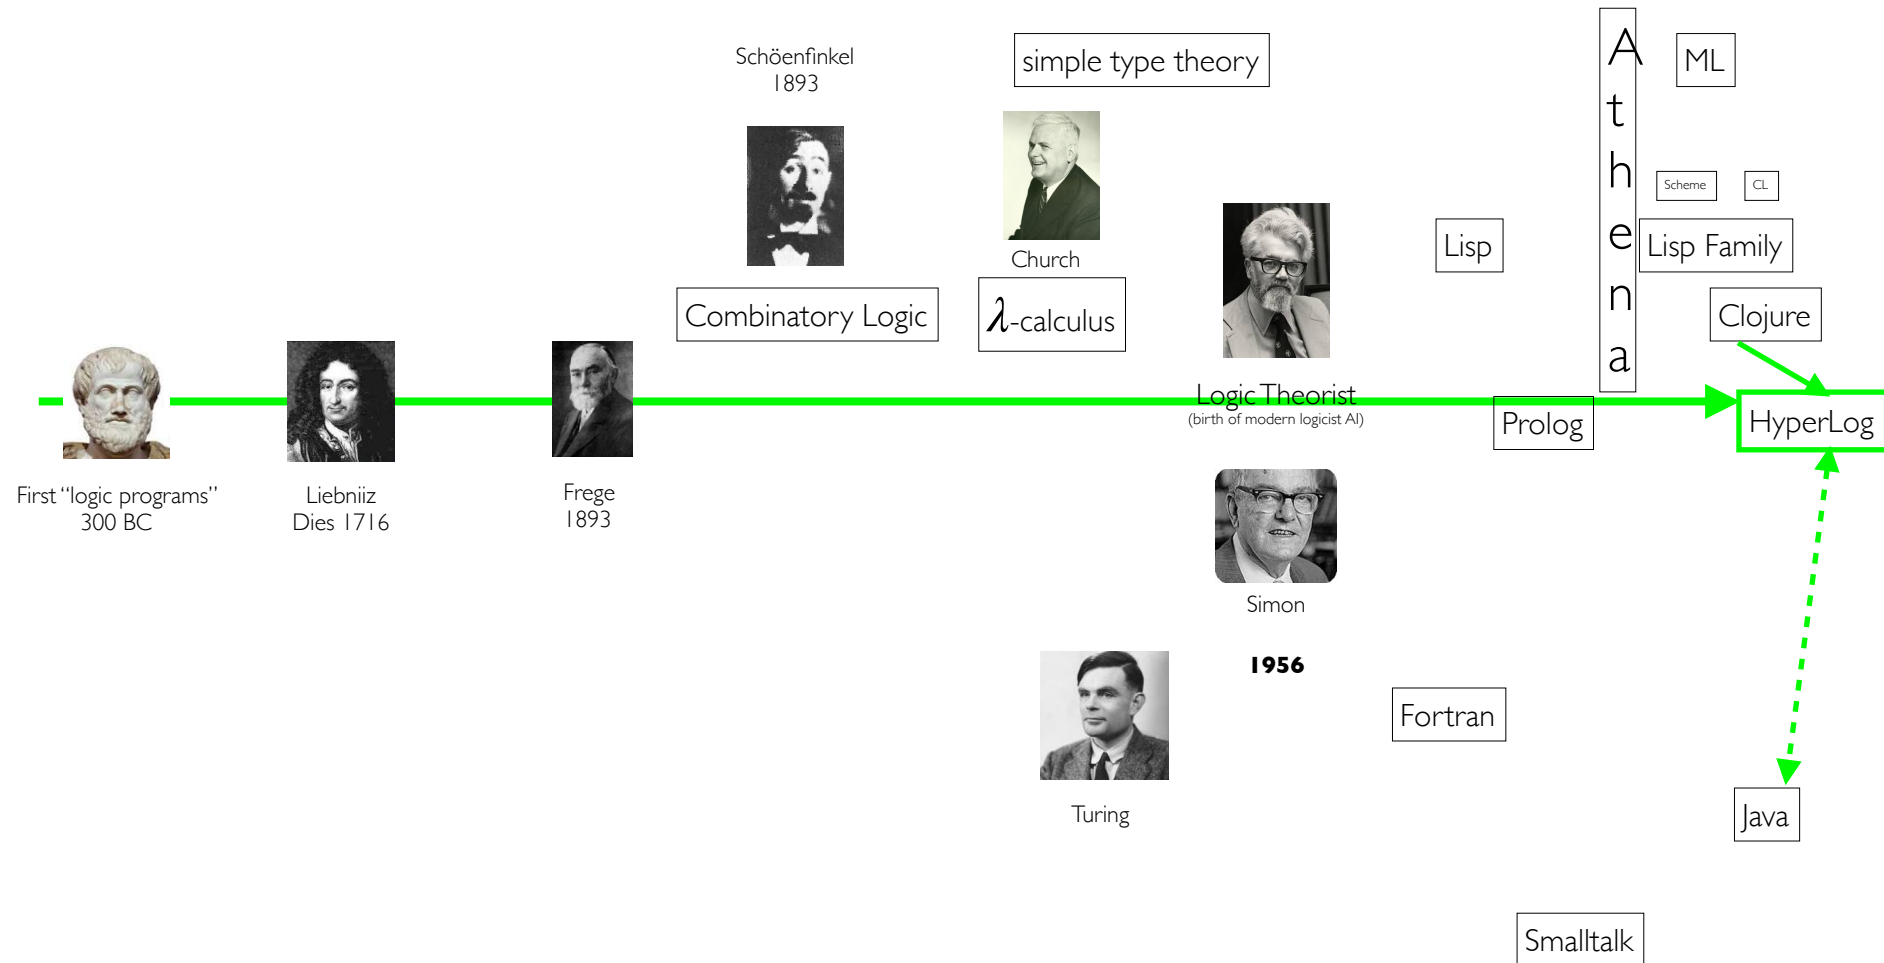 Schöenfinkel
1893
simple type theory
Athena
ML
Scheme
CL
Church
Lisp
Lisp Family
Combinatory Logic
λ-calculus
Clojure
Logic Theorist
(birth of modern logicist AI)
Prolog
HyperLog
First “logic programs”
300 BC
Liebniiz
Dies 1716
Frege
1893
Simon
1956
Fortran
Turing
Java
Smalltalk